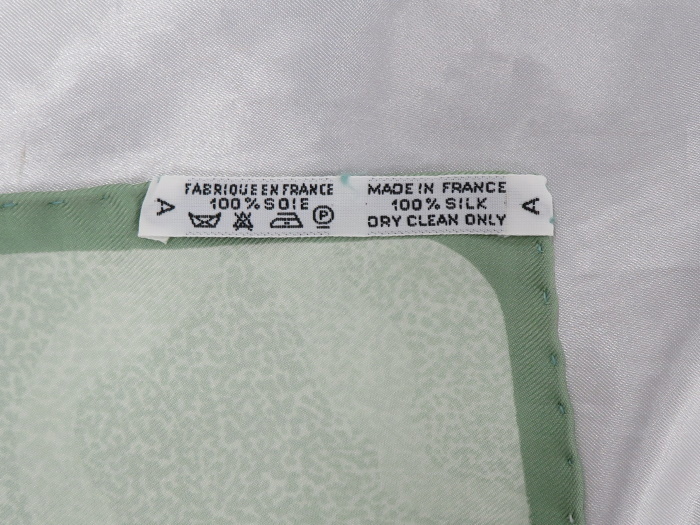 FABRIQUE EN FRANCE
100% SOIE
P
MADE IN FRANCE
100% SILK
DRY CLEAN ONLY
A
A